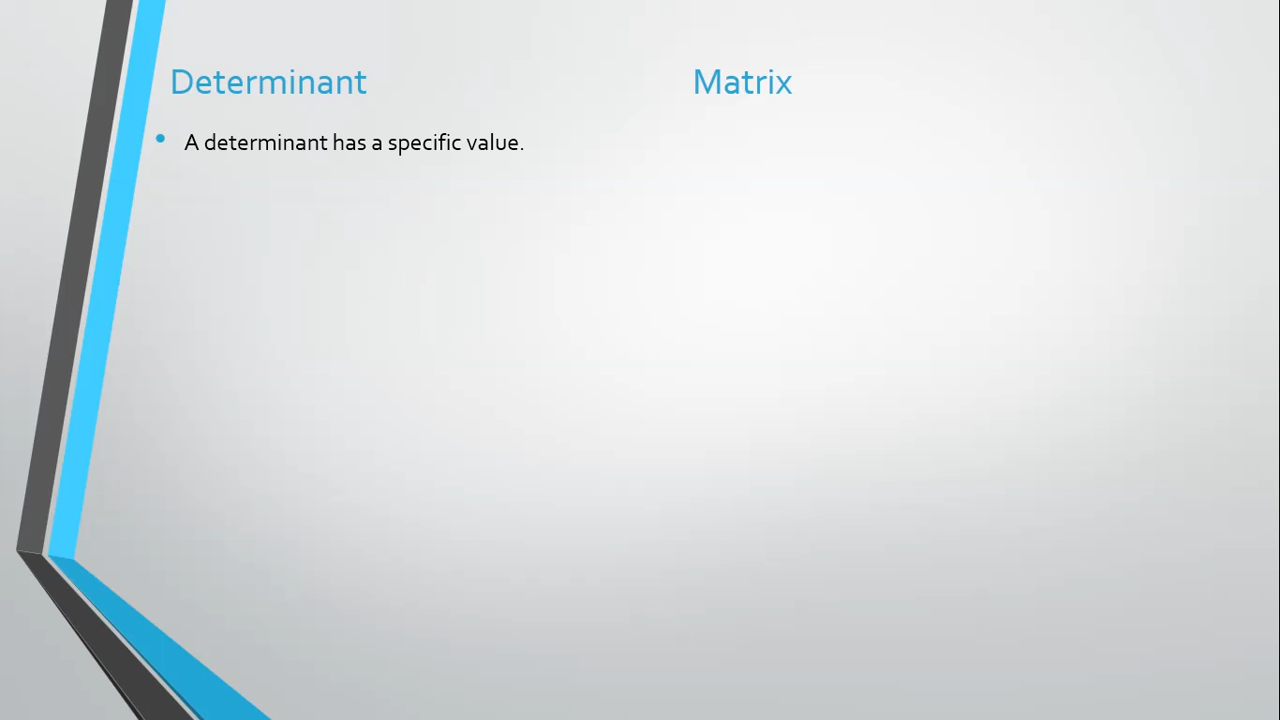 Determinant
Matrix
• A determinant has a specific value.